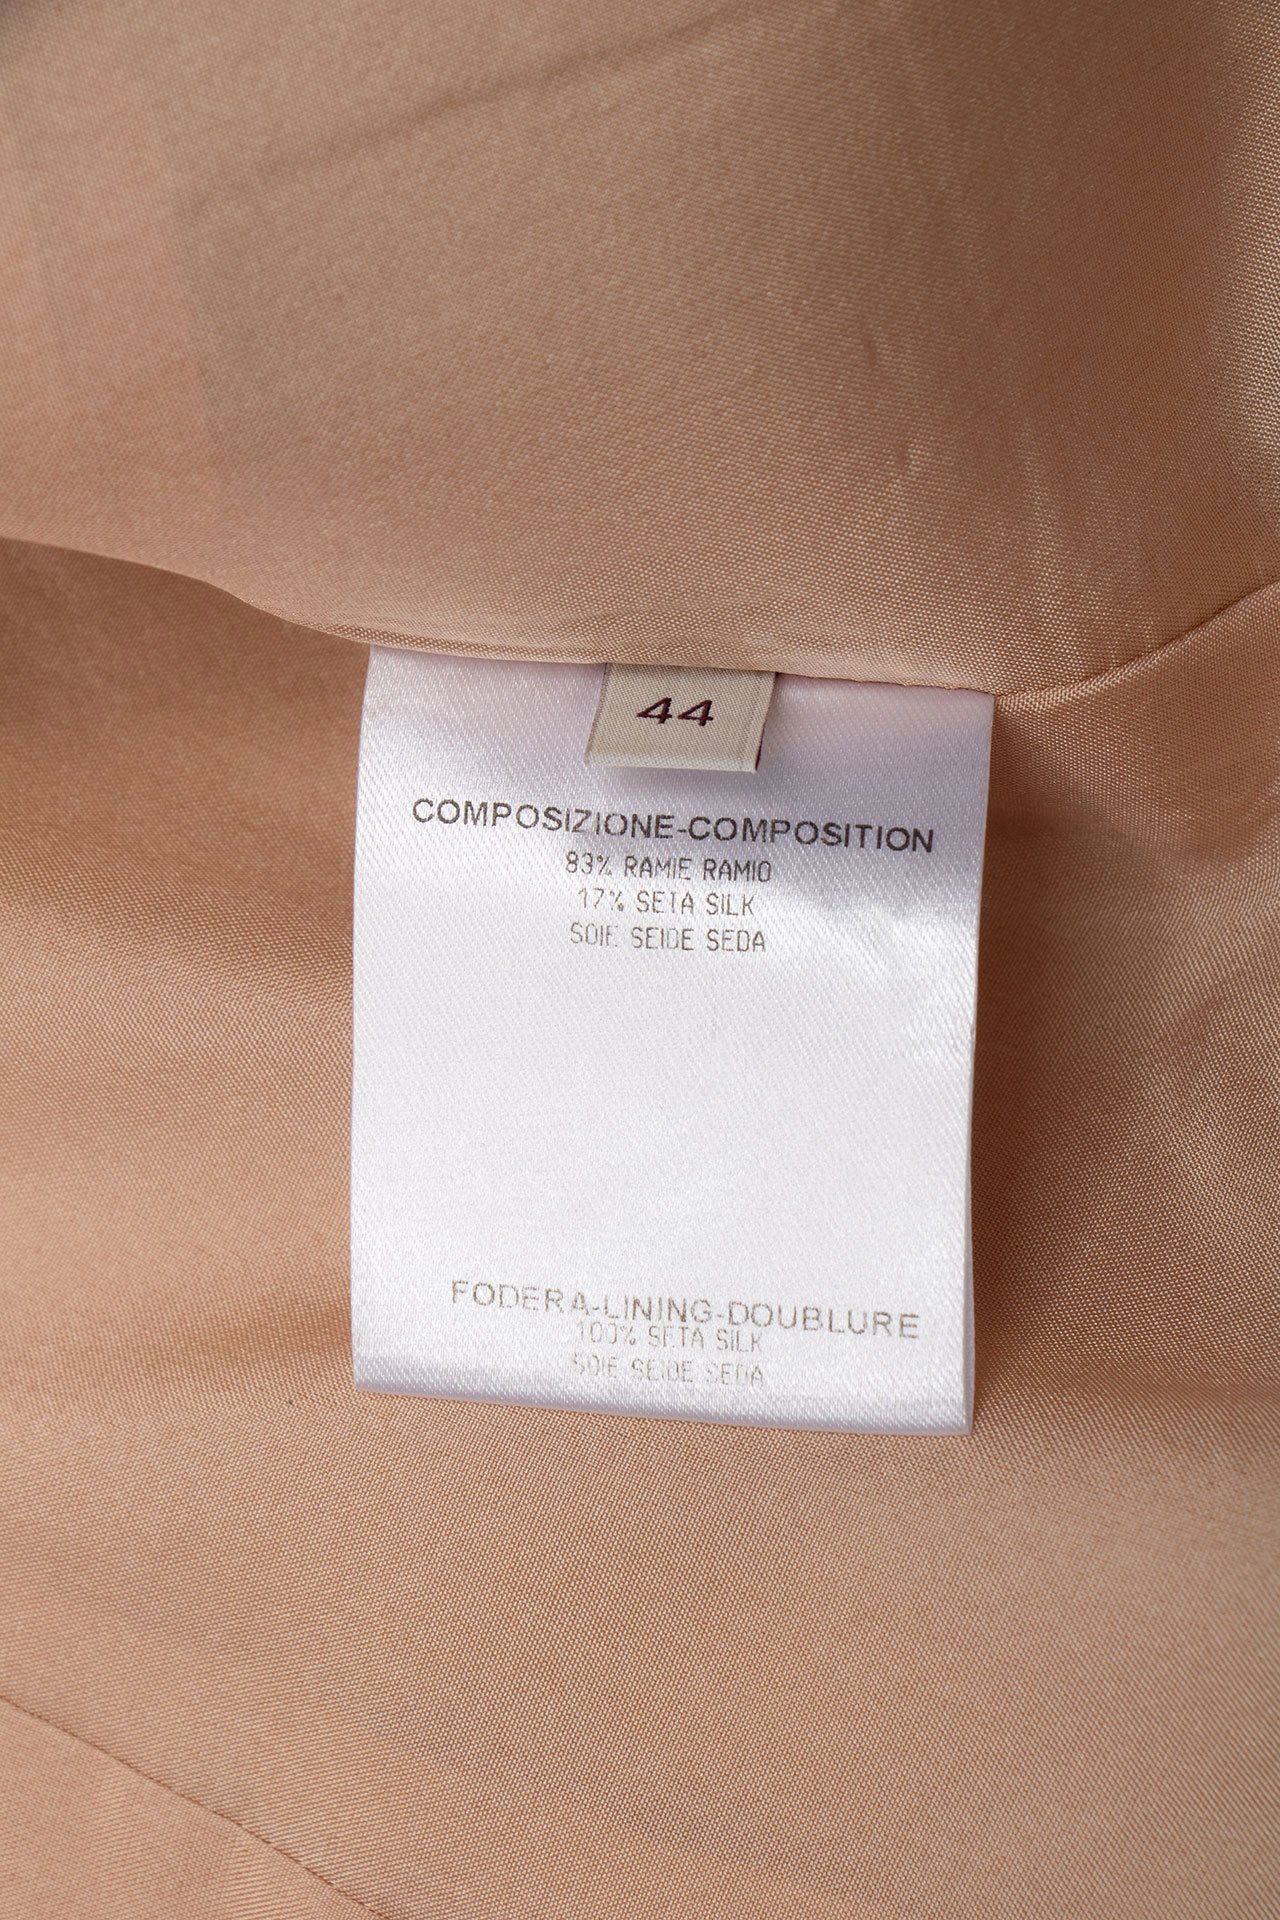 44
COMPOSIZIONE-COMPOSITION
83% RAMIE RAMIO
17% SETA SILK
SOIE SEIDE SEDA
FODERA-LINING-DOUBLURE
100% SETA SILK
SOIE SEIDE SEDA